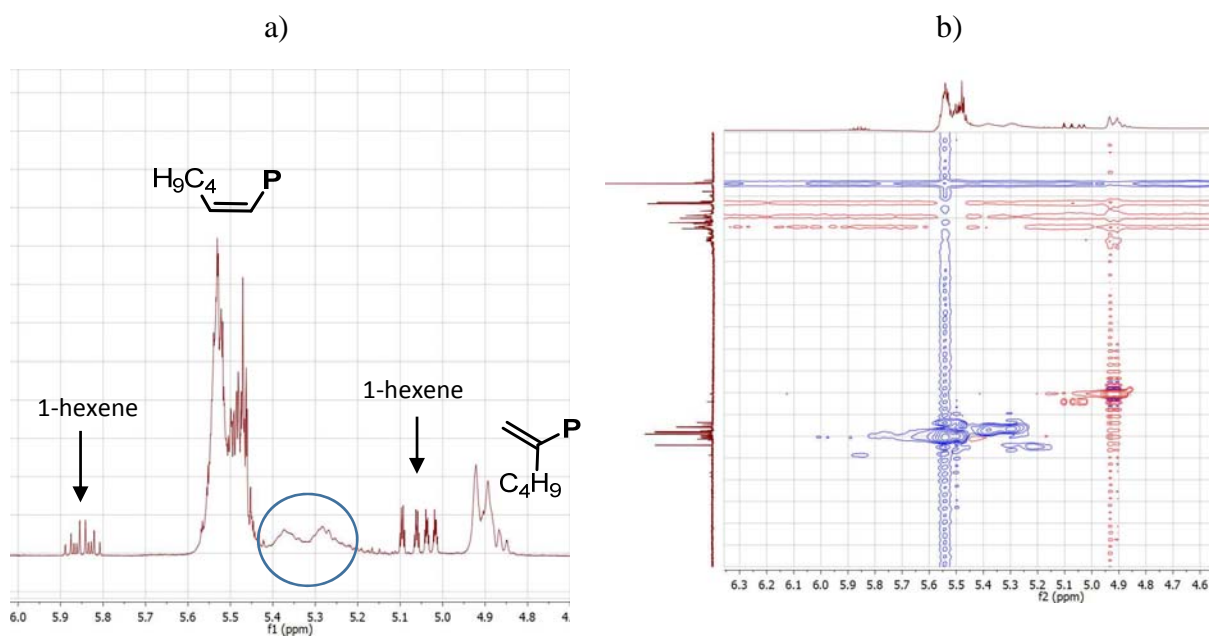 a)
b)
H₉C₄
P
1-hexene
1-hexene
P
C₄H₉
6.0 5.9 5.8 5.7 5.6 5.5 5.4 5.3 5.2 5.1 5.0 4.9 4.8 4.7
f1 (ppm)
6.3 6.2 6.1 6.0 5.9 5.8 5.7 5.6 5.5 5.4 5.3 5.2 5.1 5.0 4.9 4.8 4.7 4.6
f2 (ppm)